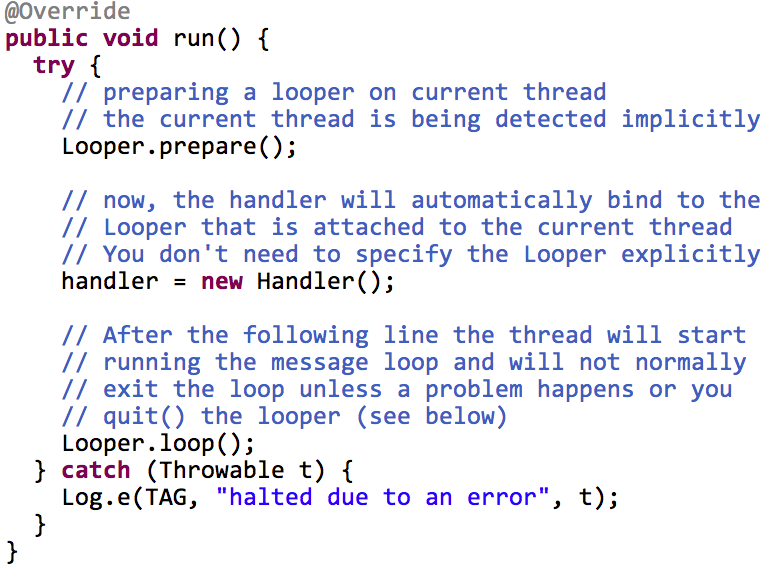 @Override
public void run() {
  try {
    // preparing a looper on current thread
    // the current thread is being detected implicitly
    Looper.prepare();

    // now, the handler will automatically bind to the
    // Looper that is attached to the current thread
    // You don't need to specify the Looper explicitly
    handler = new Handler();

    // After the following line the thread will start
    // running the message loop and will not normally
    // exit the loop unless a problem happens or you
    // quit() the looper (see below)
    Looper.loop();
  } catch (Throwable t) {
    Log.e(TAG, "halted due to an error", t);
  }
}